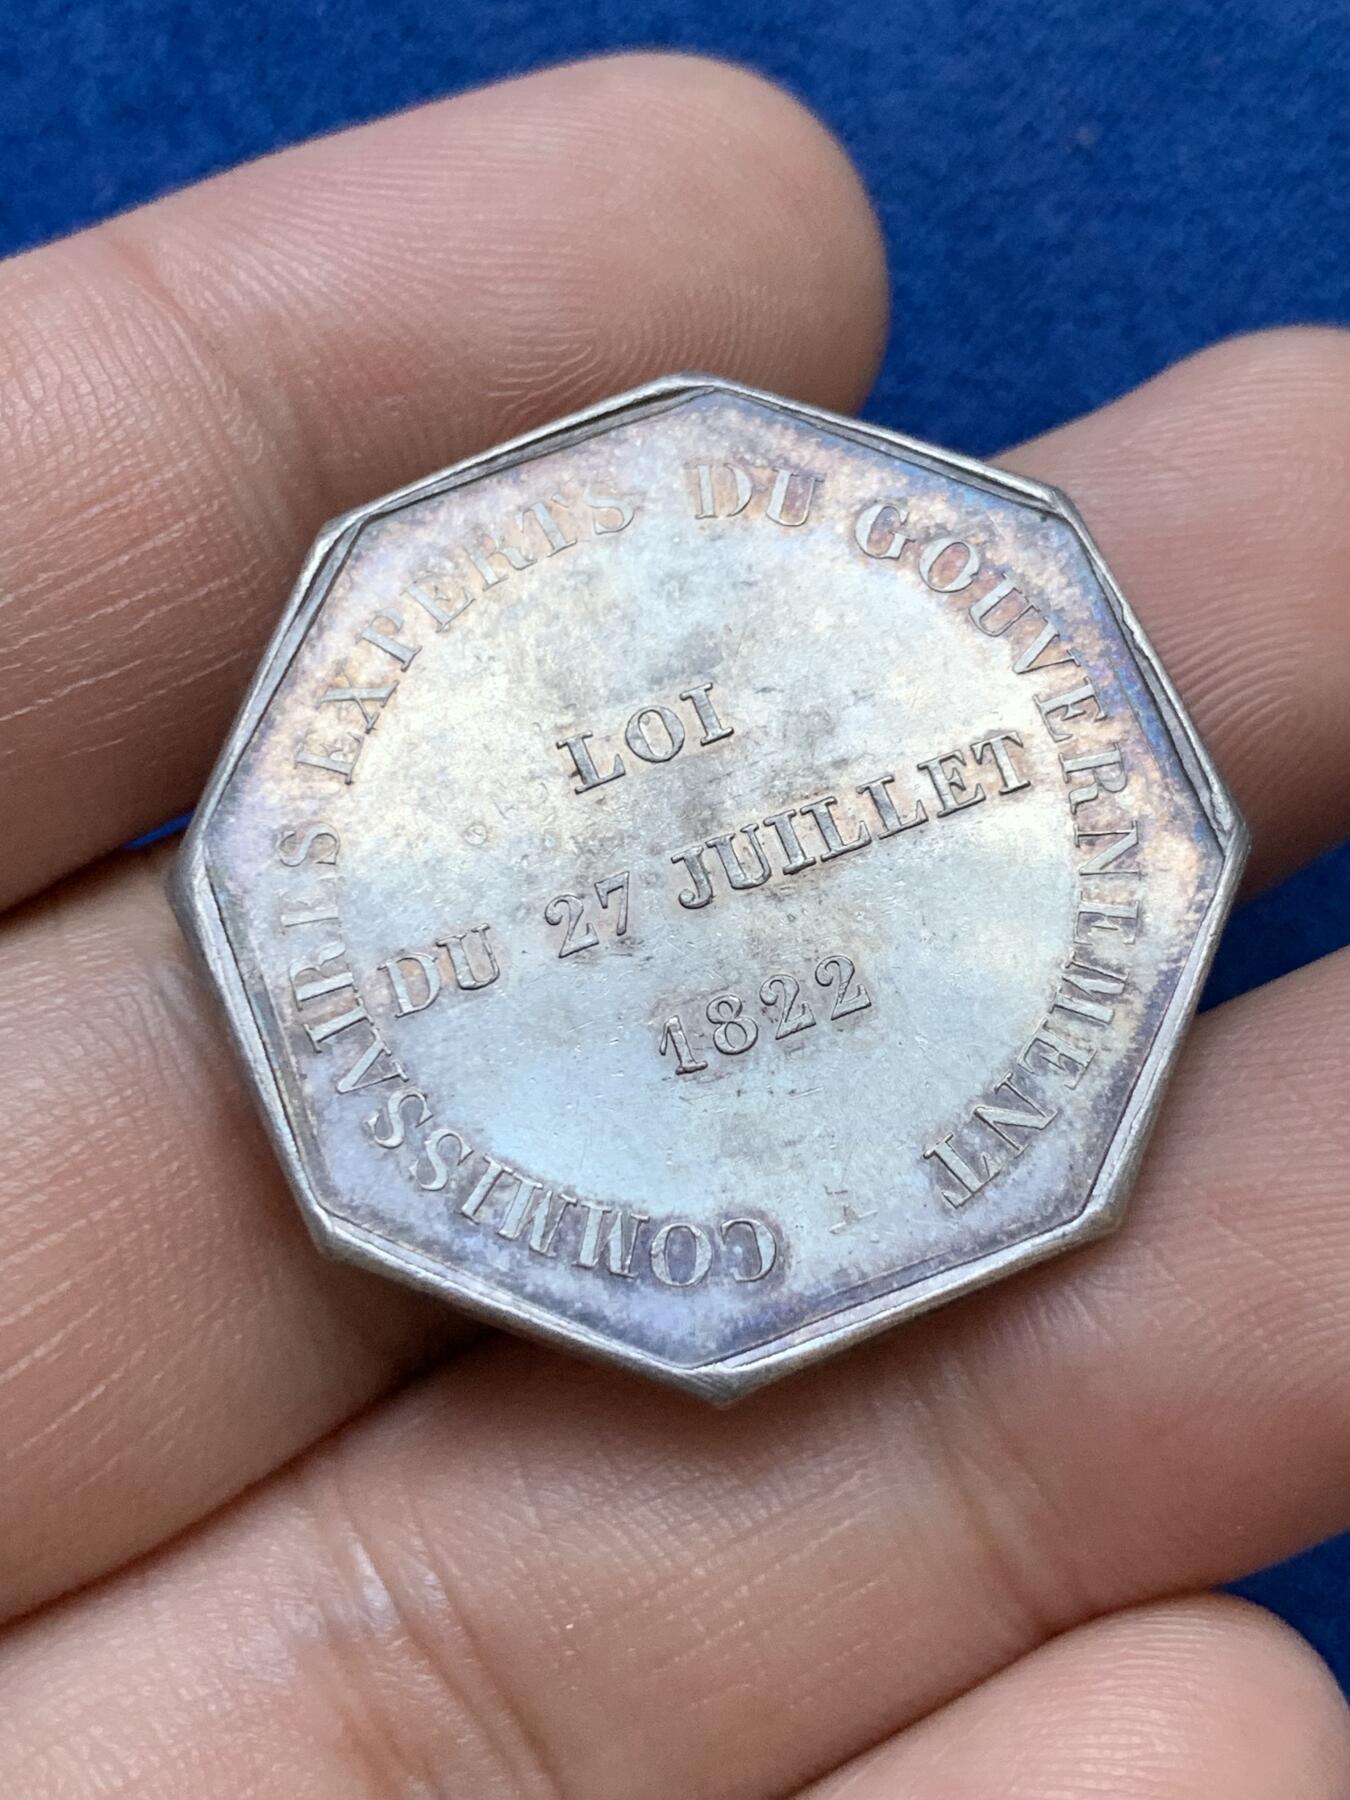 COMMISSAIRES EXPERTS DU GOUVERNEMENT
LOI
DU 27 JUILLET
1822